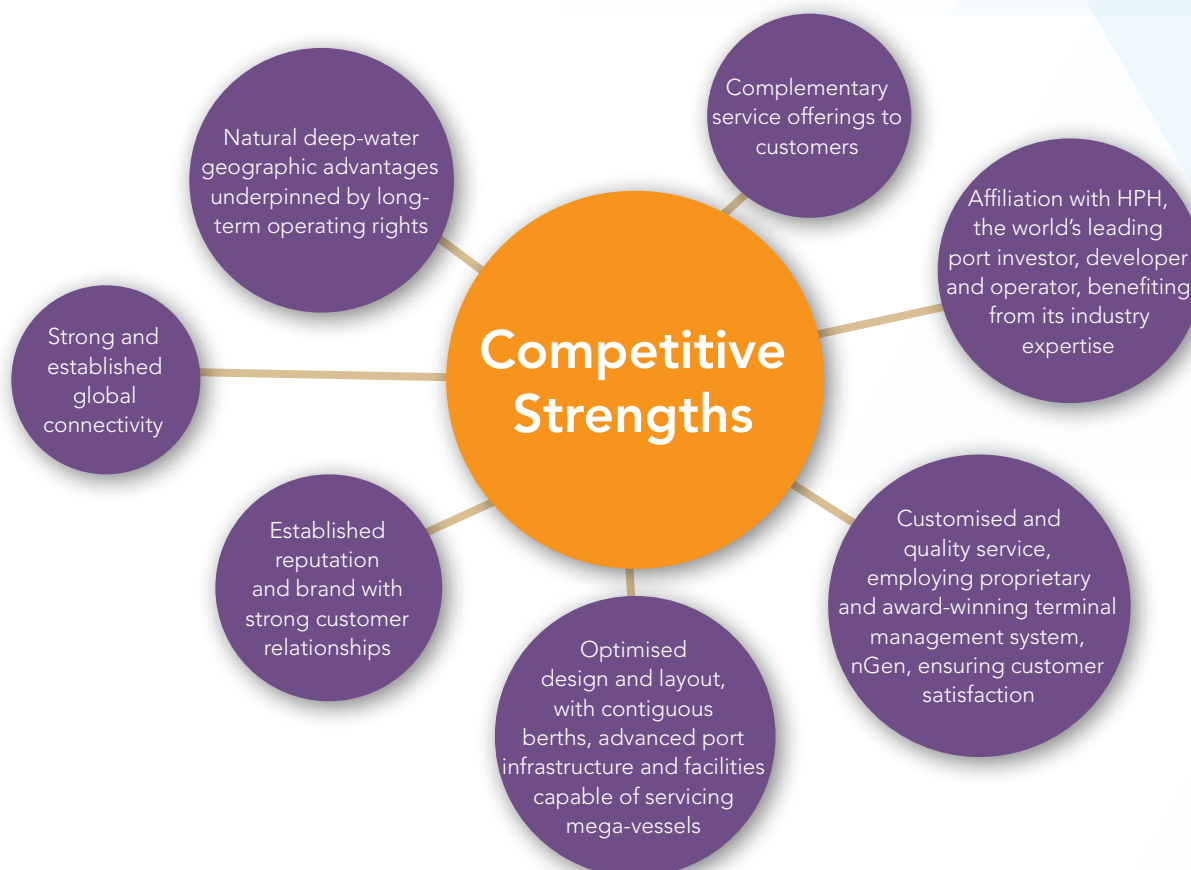 Competitive
Strengths
Complementary
service offerings to
customers
Affiliation with HPH,
the world's leading
port investor, developer
and operator, benefiting
from its industry
expertise
Customised and
quality service,
employing proprietary
and award-winning terminal
management system,
nGen, ensuring customer
satisfaction
Optimised
design and layout,
with contiguous
berths, advanced port
infrastructure and facilities
capable of servicing
mega-vessels
Established
reputation
and brand with
strong customer
relationships
Strong and
established
global
connectivity
Natural deep-water
geographic advantages
underpinned by long-
term operating rights